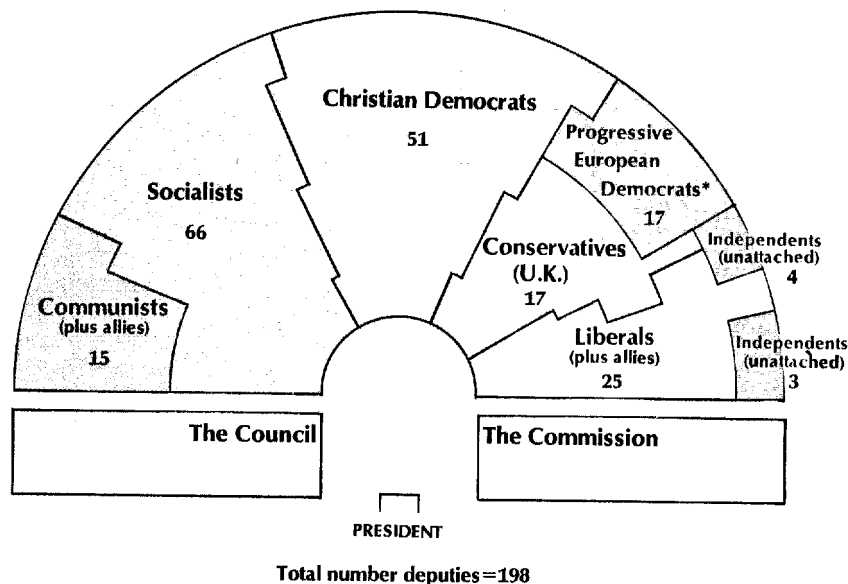 Christian Democrats
51
Progressive
European
Democrats*
17
Socialists
66
Conservatives
(U.K.)
17
Independents
(unattached)
4
Communists
(plus allies)
15
Liberals
(plus allies)
25
Independents
(unattached)
3
The Council
The Commission
PRESIDENT
Total number deputies=198